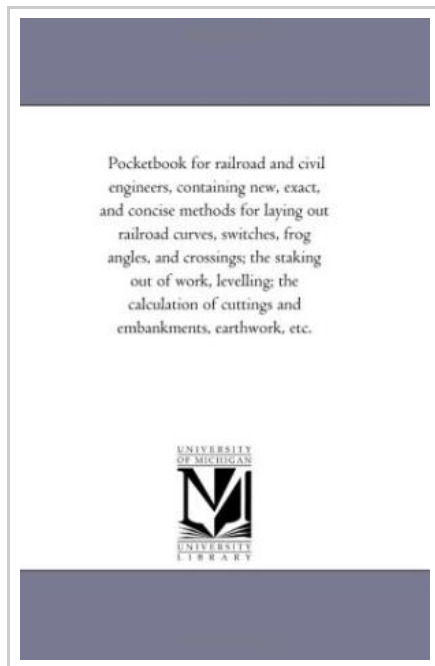 Pocketbook for railroad and civil
engineers, containing new, exact,
and concise methods for laying out
railroad curves, switches, frog
angles, and crossings; the staking
out of work, levelling; the
calculation of cuttings and
embankments, earthwork, etc.
UNIVERSITY
OF MICHIGAN
UNIVERSITY
LIBRARY